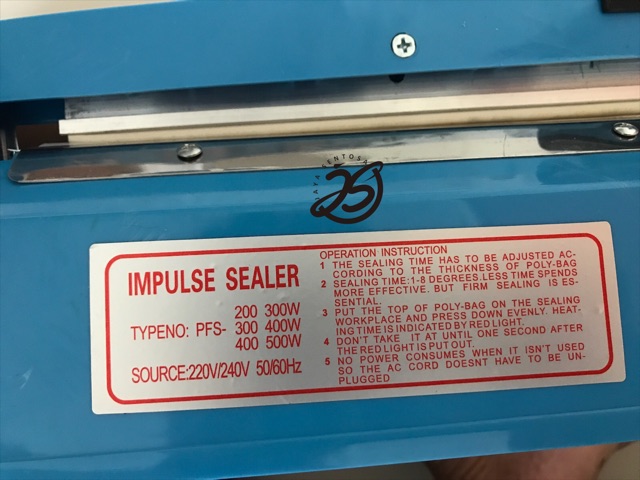 JAPA SENTOSA
25
IMPULSE SEALER
200 300W
TYPENO: PFS- 300 400W
400 500W
SOURCE:220V/240V 50/60Hz
OPERATION INSTRUCTION
1 THE SEALING TIME HAS TO BE ADJUSTED AC-
CORDING TO THE THICKNESS OF POLY-BAG
2 SEALING TIME:1-8 DEGREES.LESS TIME SPENDS
MORE EFFECTIVE. BUT FIRM SEALING IS ES-
SENTIAL.
3 PUT THE TOP OF POLY-BAG ON THE SEALING
WORKPLACE AND PRESS DOWN EVENLY. HEAT-
ING TIME IS INDICATED BY RED LIGHT.
4 DON'T TAKE IT AT UNTIL ONE SECOND AFTER
THE RED LIGHT IS PUT OUT.
5 NO POWER CONSUMES WHEN IT ISN'T USED
SO THE AC CORD DOESNT HAVE TO BE UN-
PLUGGED